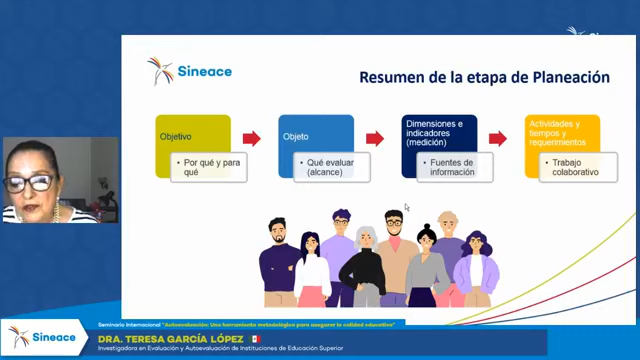 Sineace
Resumen de la etapa de Planeación
Objetivo
• Por qué y para
qué
Objeto
• Qué evaluar
(alcance)
Dimensiones e
indicadores
(medición)
• Fuentes de
información
Actividades y
tiempos y
requerimientos
• Trabajo
colaborativo
Sineace
Seminario Internacional "Autoevaluación: Una herramienta metodológica para asegurar la calidad educativa"
DRA. TERESA GARCÍA LÓPEZ
Investigadora en Evaluación y Autoevaluación de Instituciones de Educación Superior